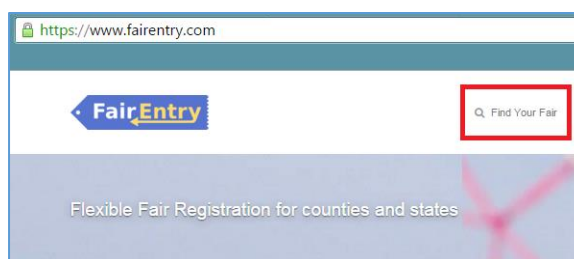 https://www.fairentry.com
FairEntry
Find Your Fair
Flexible Fair Registration for counties and states